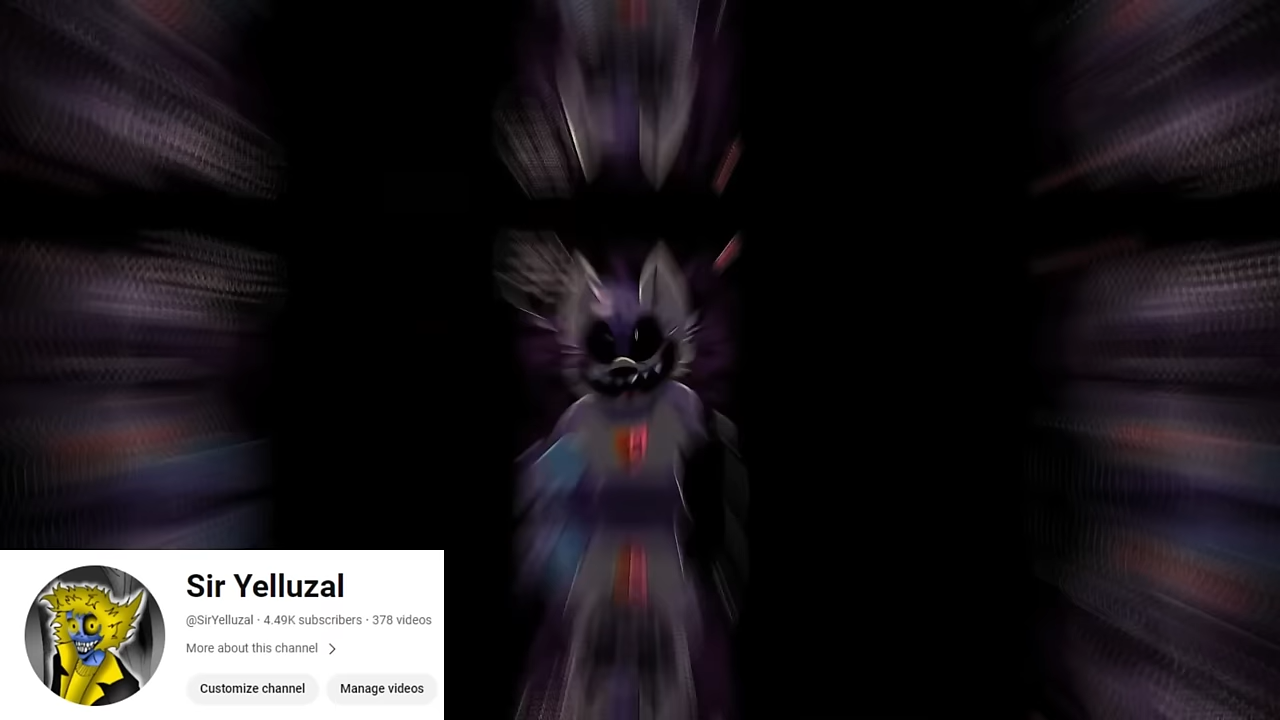 Sir Yelluzal
@SirYelluzal · 4.49K subscribers · 378 videos
More about this channel
Customize channel
Manage videos